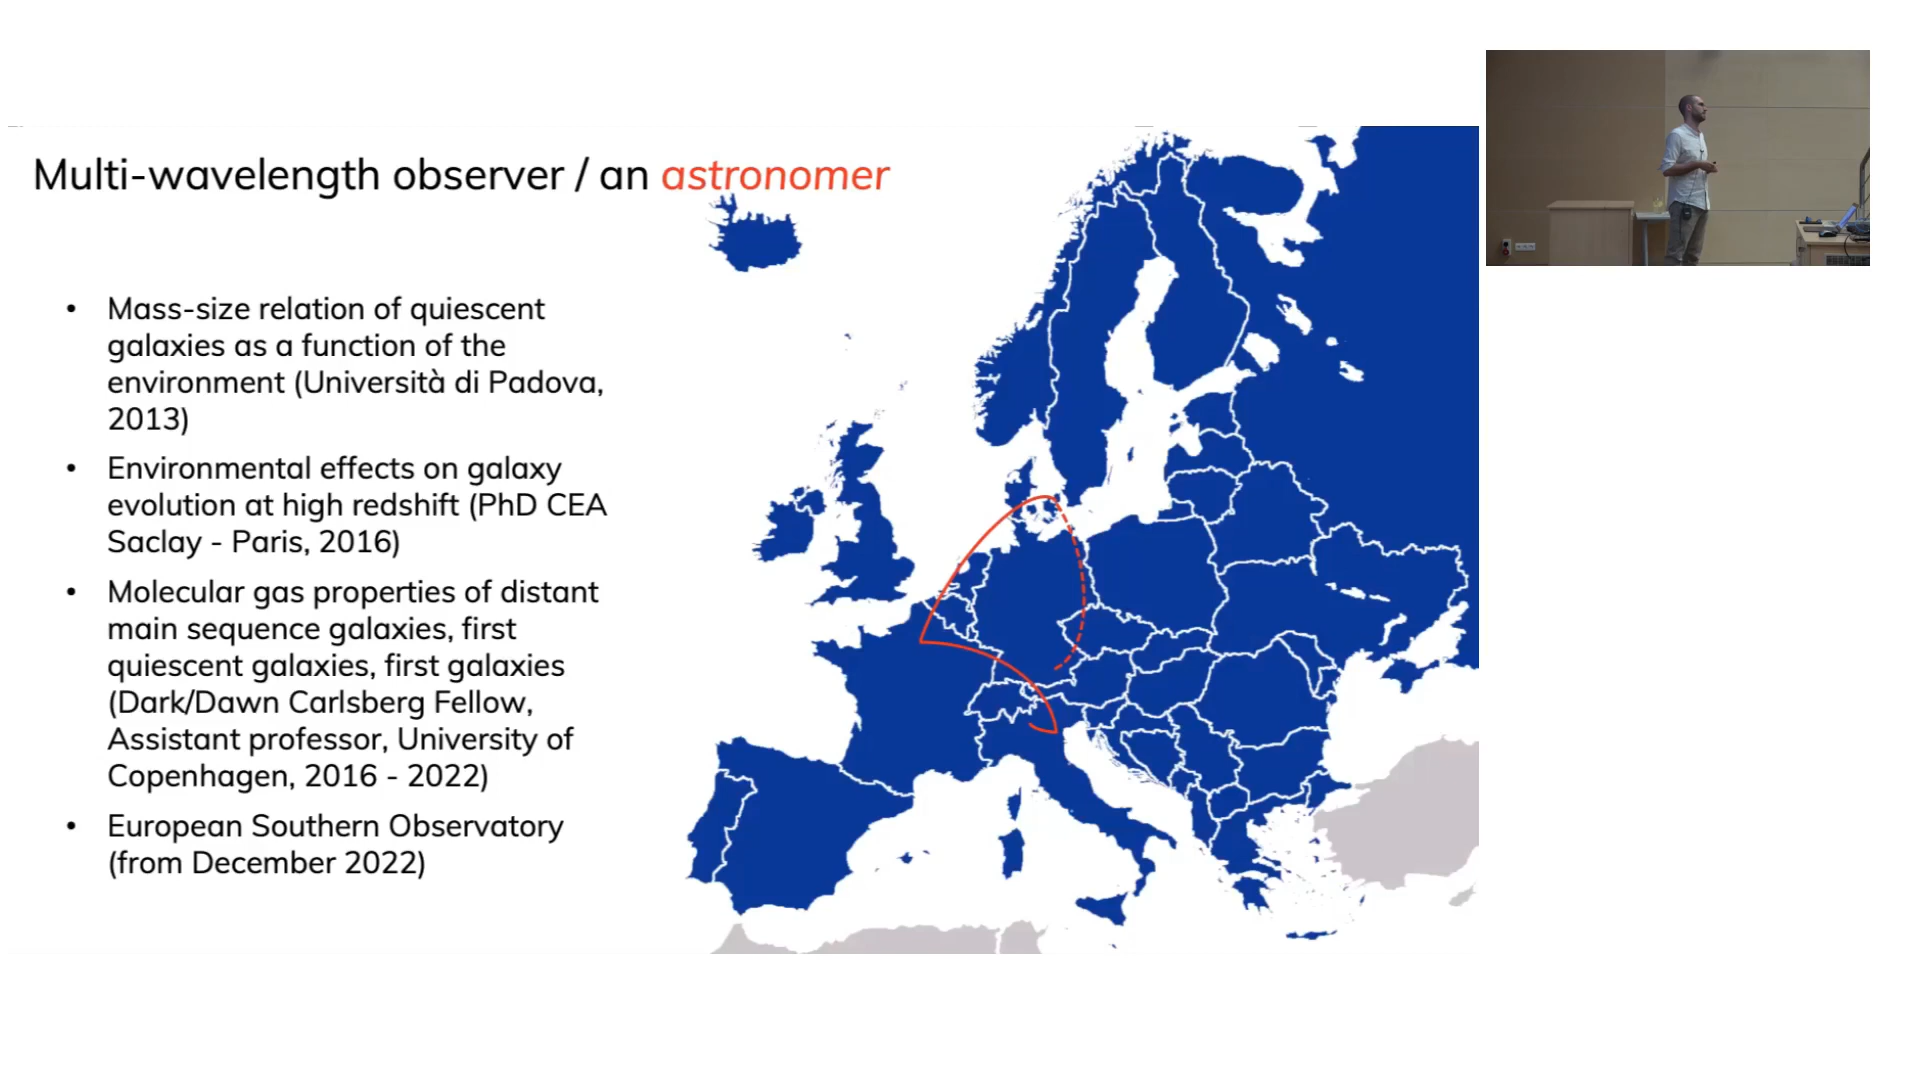 Multi-wavelength observer / an astronomer
• Mass-size relation of quiescent
galaxies as a function of the
environment (Università di Padova,
2013)
• Environmental effects on galaxy
evolution at high redshift (PhD CEA
Saclay - Paris, 2016)
• Molecular gas properties of distant
main sequence galaxies, first
quiescent galaxies, first galaxies
(Dark/Dawn Carlsberg Fellow,
Assistant professor, University of
Copenhagen, 2016 - 2022)
• European Southern Observatory
(from December 2022)